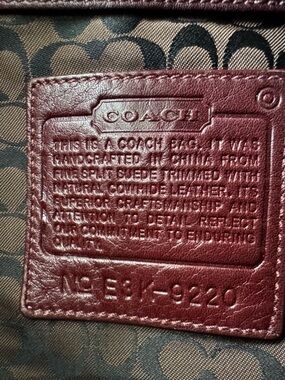 COACH
THIS IS A COACH BAG. IT WAS
HANDCRAFTED IN CHINA FROM
FINE SPLIT SUEDE TRIMMED WITH
NATURAL COWHIDE LEATHER. ITS
SUPERIOR CRAFTSMANSHIP AND
ATTENTION TO DETAIL REFLECT
OUR COMMITMENT TO ENDURING
QUALITY.
No E3K-9220